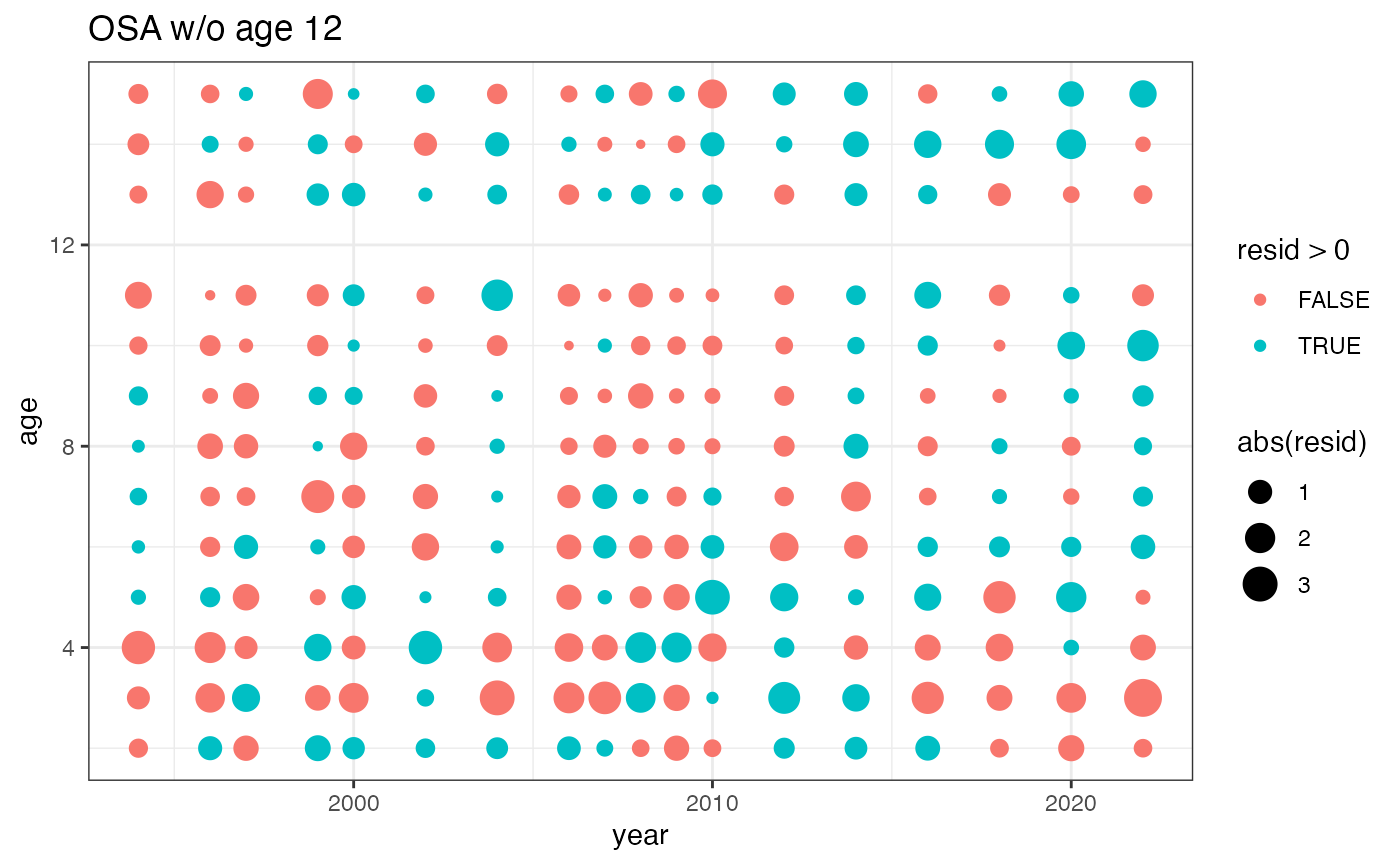 OSA w/o age 12
12
8
4
age
2000
2010
2020
year
resid > 0
FALSE
TRUE
abs(resid)
1
2
3